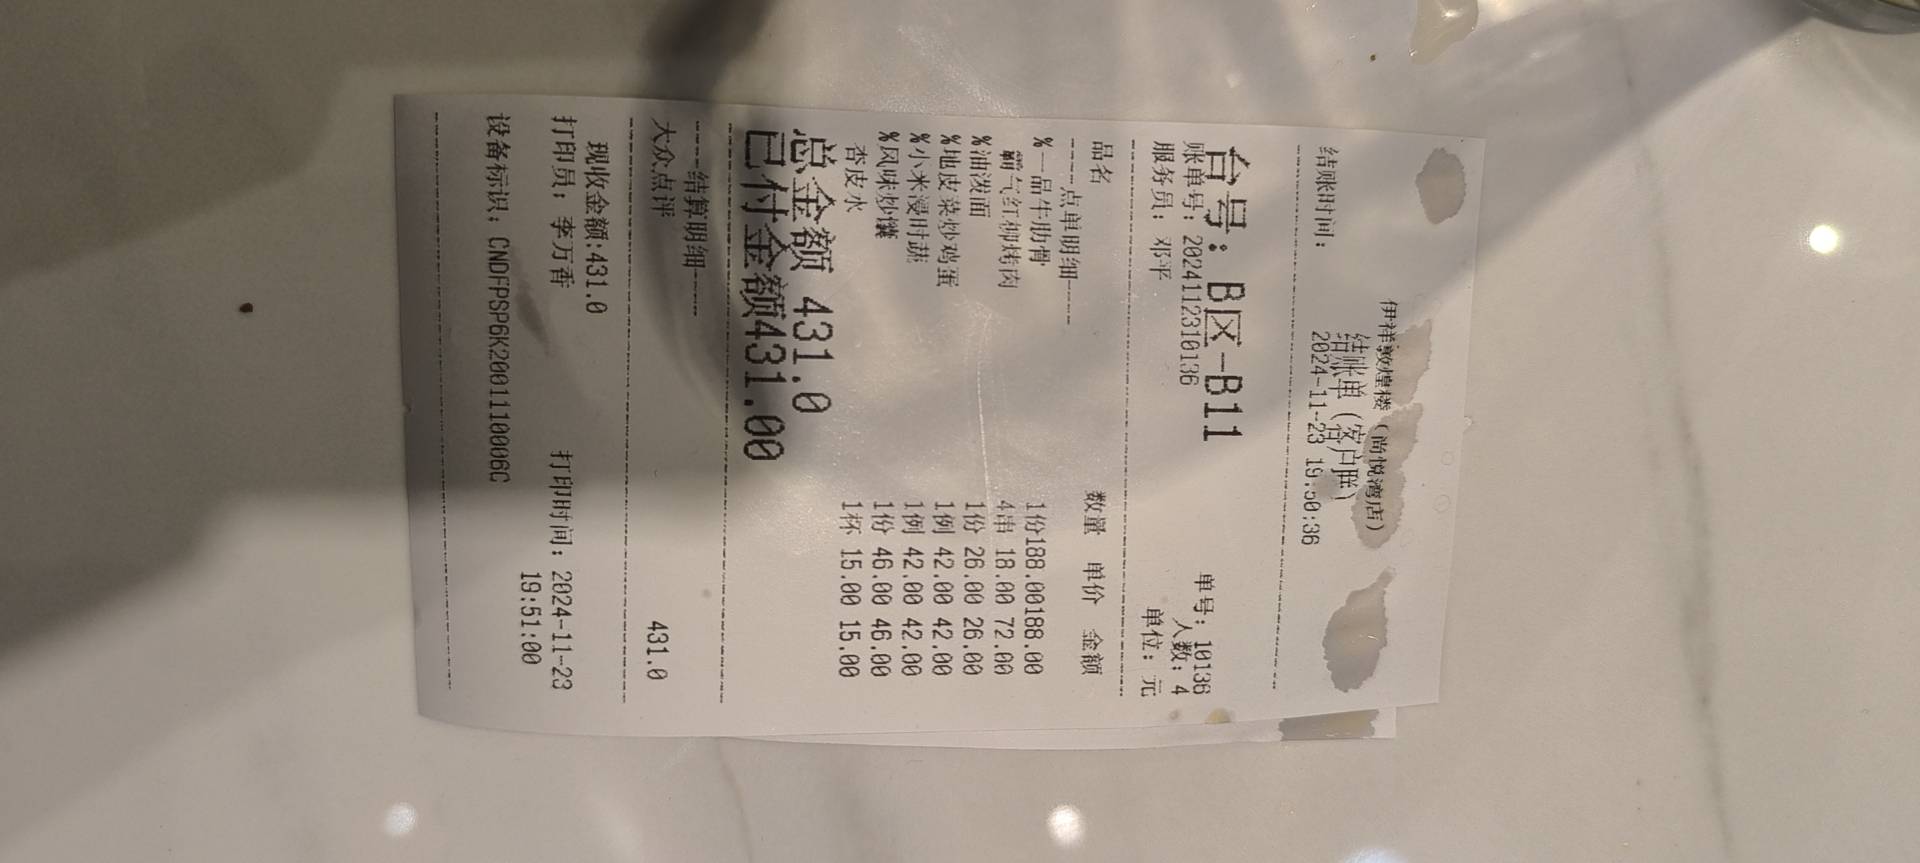 伊祥敦煌楼（尚悦湾店）
结账单（客户联）
结账时间： 2024-11-23 19:50:36
台号：B区-B11
单号：10136
账单号：20241123110136 人数：4
服务员：邓平 单位：元
品名 数量 单价 金额
----点单明细----
%一品牛肋骨 1份188.00188.00
霸气红柳烤肉 4串 18.00 72.00
%油泼面 1份 26.00 26.00
%地皮菜炒鸡蛋 1例 42.00 42.00
%小米浸时蔬 1例 42.00 42.00
%风味炒馕 1份 46.00 46.00
杏皮水 1杯 15.00 15.00
总金额 431.0
已付金额431.00
----结算明细----
大众点评 431.0
现收金额:431.0
打印员：李万香 打印时间：2024-11-23
19:51:00
设备标识：CNDFPSP6K2001110006C